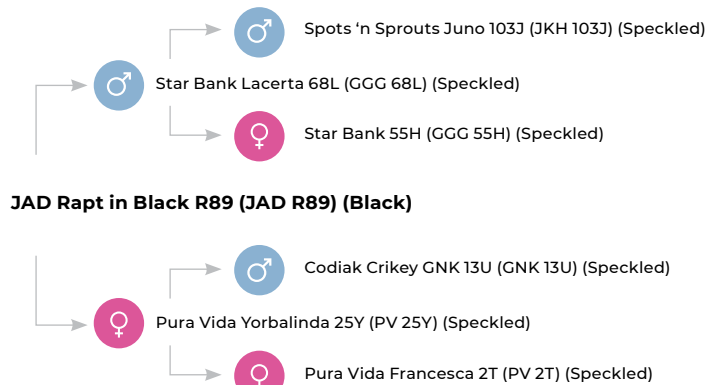 Spots ‘n Sprouts Juno 103J (JKH 103J) (Speckled)
Star Bank Lacerta 68L (GGG 68L) (Speckled)
Star Bank 55H (GGG 55H) (Speckled)
JAD Rapt in Black R89 (JAD R89) (Black)
Codiak Crikey GNK 13U (GNK 13U) (Speckled)
Pura Vida Yorbalinda 25Y (PV 25Y) (Speckled)
Pura Vida Francesca 2T (PV 2T) (Speckled)